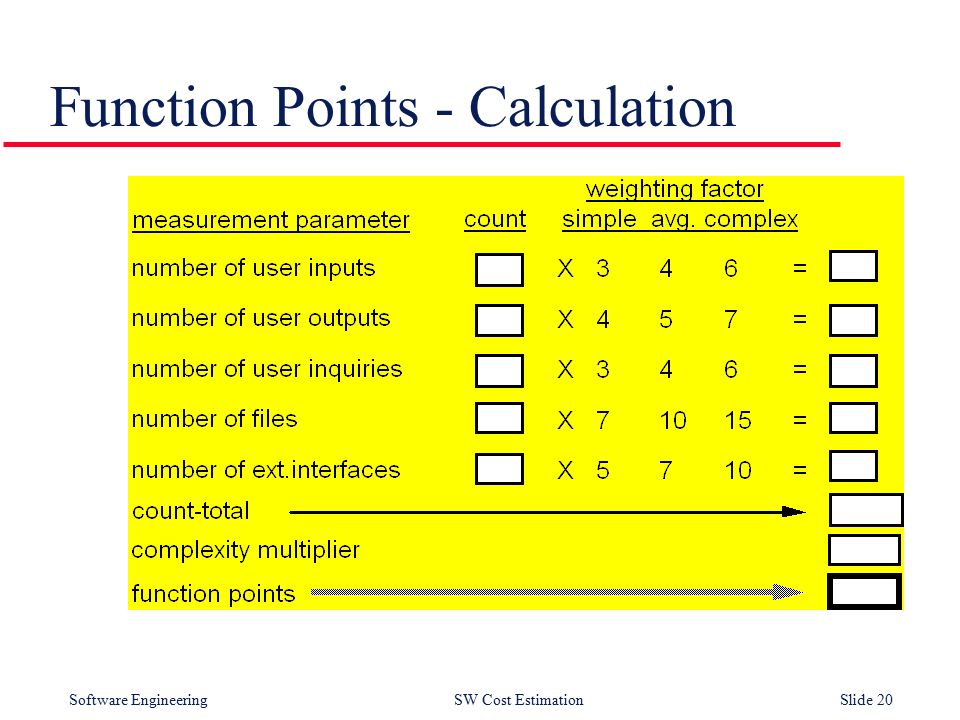 Function Points - Calculation
weighting factor
measurement parameter count simple avg. complex
number of user inputs X 3 4 6 =
number of user outputs X 4 5 7 =
number of user inquiries X 3 4 6 =
number of files X 7 10 15 =
number of ext.interfaces X 5 7 10 =
count-total
complexity multiplier
function points
Software Engineering SW Cost Estimation Slide 20